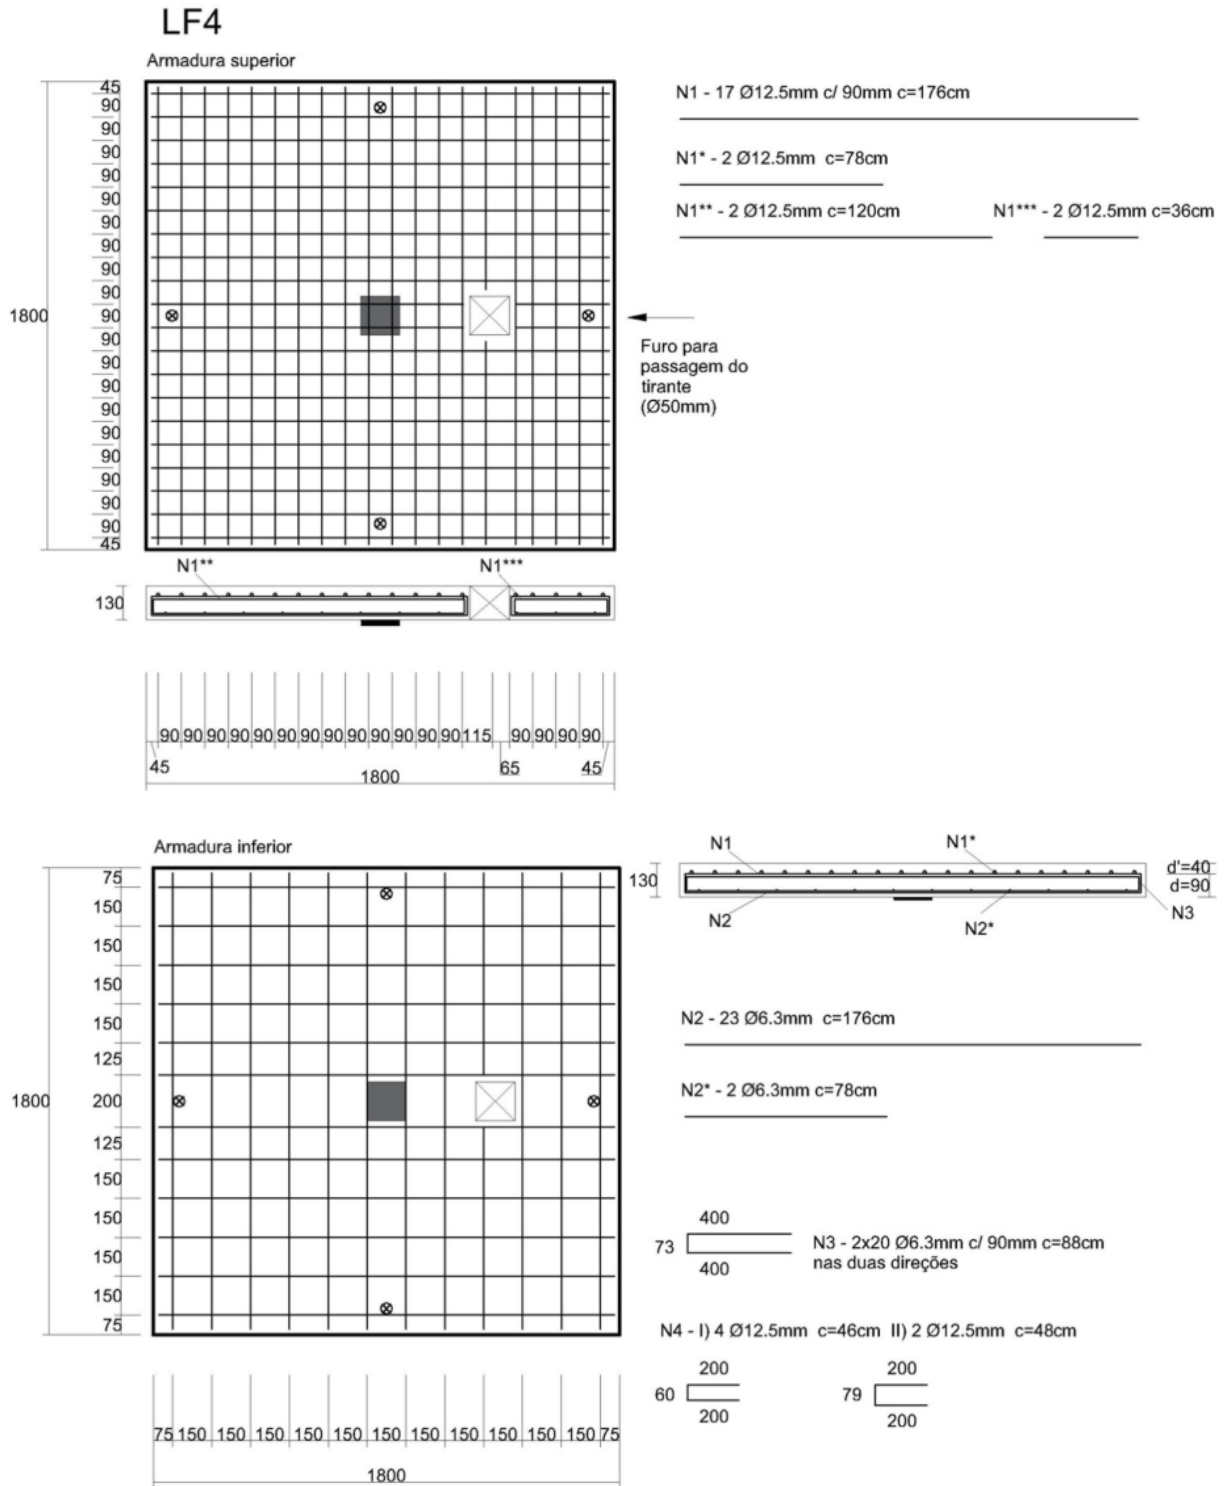 LF4
Armadura superior
45
90
90
90
90
90
90
90
90
90
1800
90
90
90
90
90
90
90
90
90
90
45
N1 - 17 Ø12.5mm c/ 90mm c=176cm
N1* - 2 Ø12.5mm c=78cm
N1** - 2 Ø12.5mm c=120cm
N1*** - 2 Ø12.5mm c=36cm
Furo para
passagem do
tirante
(Ø50mm)
N1**
N1***
130
90 90 90 90 90 90 90 90 90 90 90 90 90 115 90 90 90 90
45
65
45
1800
Armadura inferior
75
150
150
150
150
125
1800
200
125
150
150
150
150
75
N1
N1*
130
d'=40
d=90
N2
N2*
N3
N2 - 23 Ø6.3mm c=176cm
N2* - 2 Ø6.3mm c=78cm
400
73
400
N3 - 2x20 Ø6.3mm c/ 90mm c=88cm
nas duas direções
N4 - I) 4 Ø12.5mm c=46cm II) 2 Ø12.5mm c=48cm
200
60
200
200
79
200
75 150 150 150 150 150 150 150 150 150 150 150 75
1800